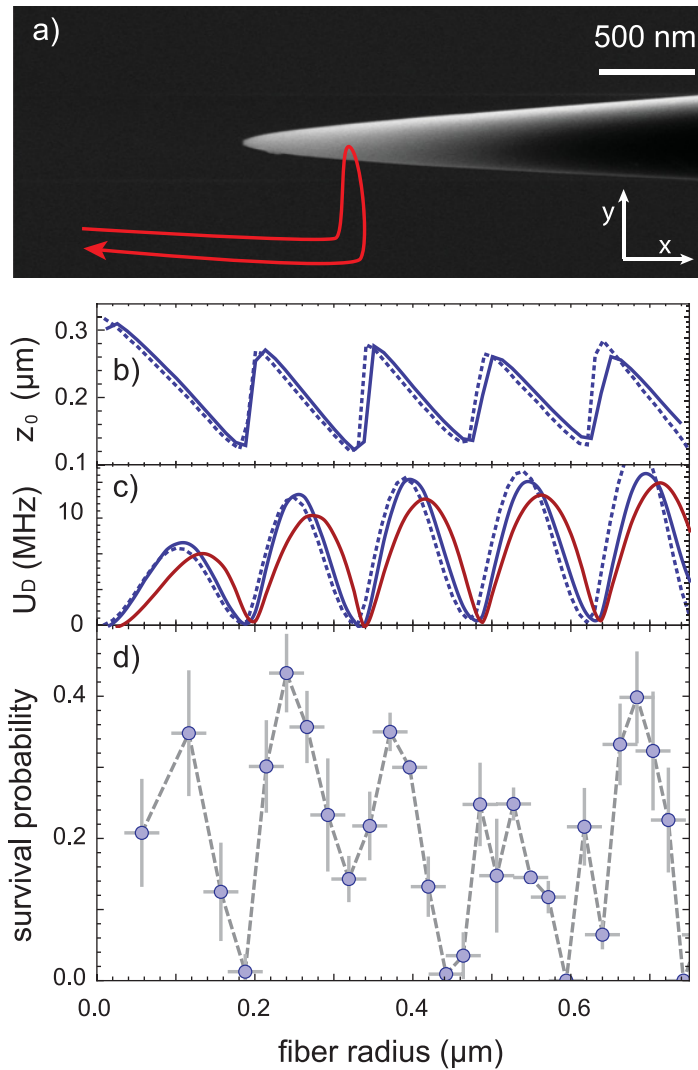 a)
500 nm
y
x
z₀ (μm)
0.3
0.2
0.1
b)
U_D (MHz)
10
0
c)
survival probability
0.4
0.2
0.0
d)
0.0 0.2 0.4 0.6
fiber radius (μm)